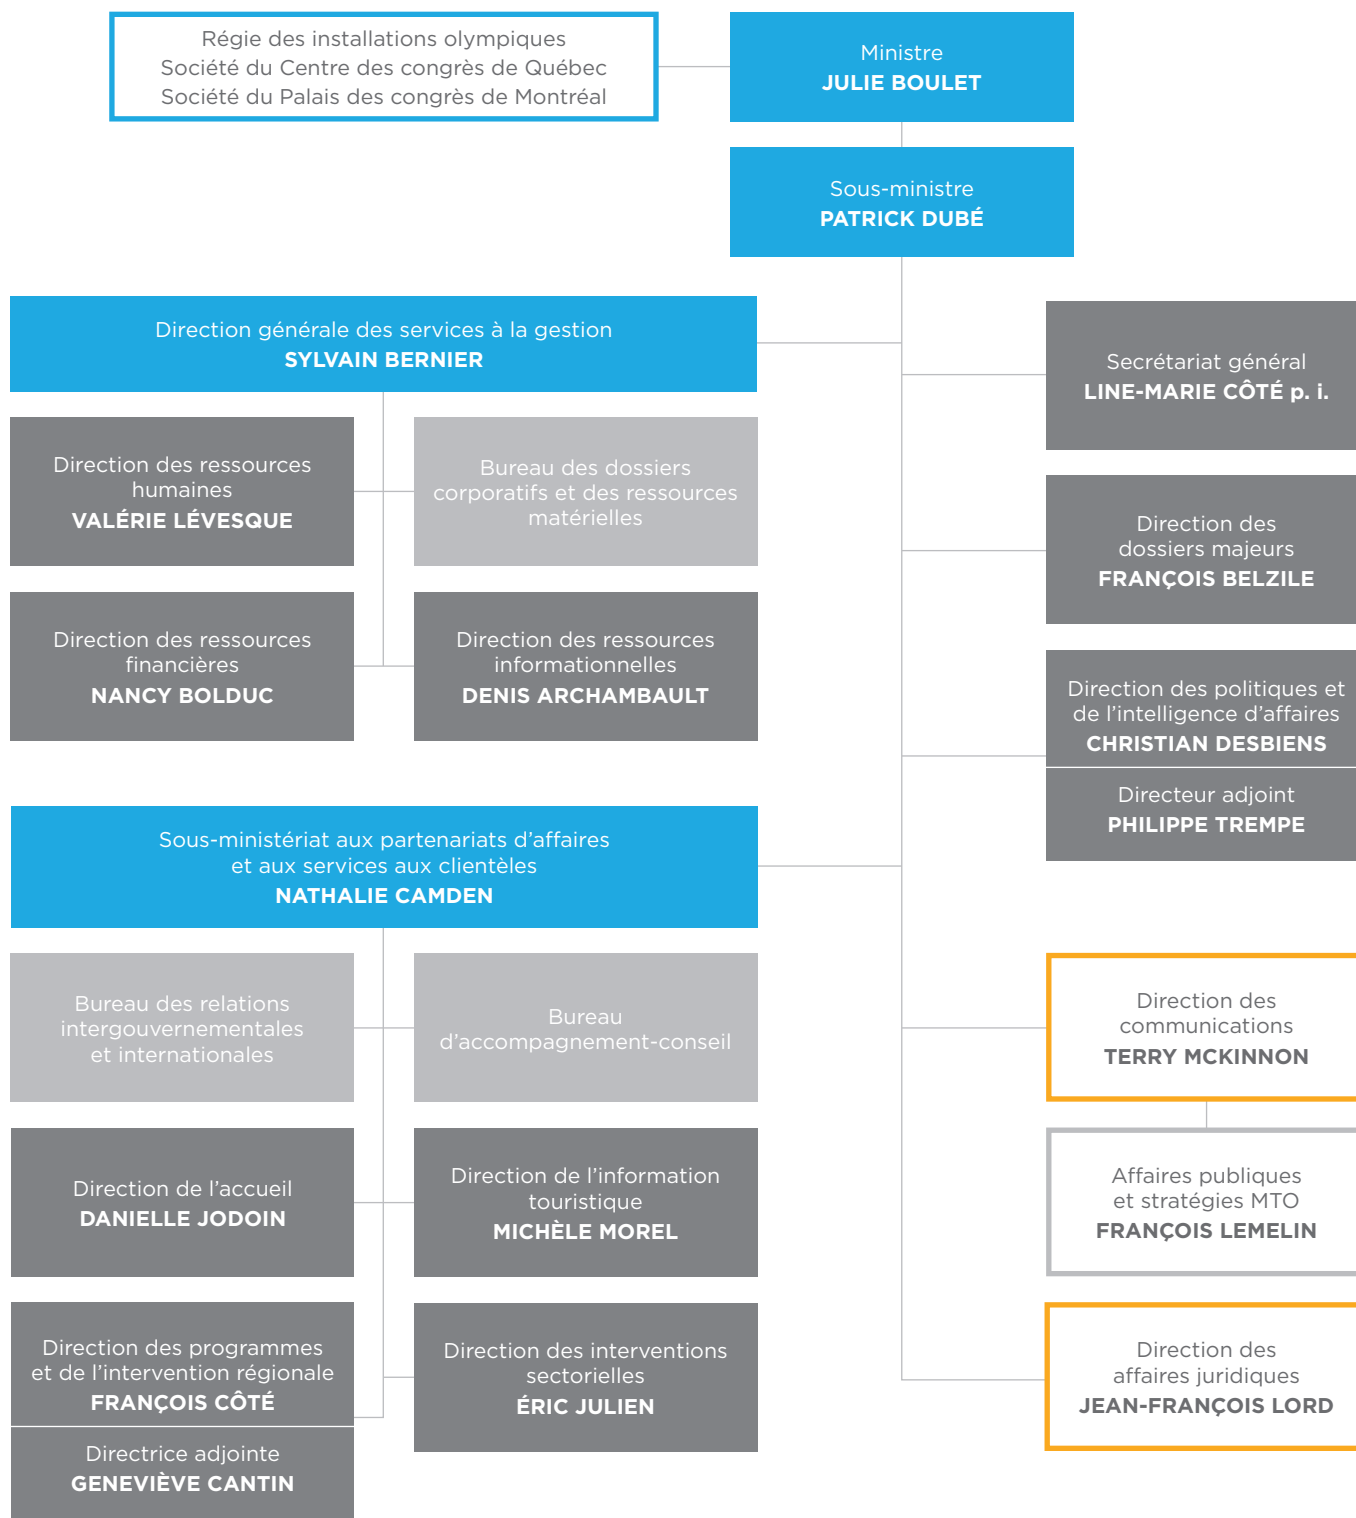 Régie des installations olympiques
Société du Centre des congrès de Québec
Société du Palais des congrès de Montréal
Ministre
JULIE BOULET
Sous-ministre
PATRICK DUBÉ
Direction générale des services à la gestion
SYLVAIN BERNIER
Direction des ressources
humaines
VALÉRIE LÉVESQUE
Bureau des dossiers
corporatifs et des ressources
matérielles
Direction des ressources
financières
NANCY BOLDUC
Direction des ressources
informationnelles
DENIS ARCHAMBAULT
Secrétariat général
LINE-MARIE CÔTÉ p. i.
Direction des
dossiers majeurs
FRANÇOIS BELZILE
Direction des politiques et
de l’intelligence d’affaires
CHRISTIAN DESBIENS
Directeur adjoint
PHILIPPE TREMPE
Sous-ministériat aux partenariats d’affaires
et aux services aux clientèles
NATHALIE CAMDEN
Bureau des relations
intergouvernementales
et internationales
Bureau
d’accompagnement-conseil
Direction de l’accueil
DANIELLE JODOIN
Direction de l’information
touristique
MICHÈLE MOREL
Direction des programmes
et de l’intervention régionale
FRANÇOIS CÔTÉ
Directrice adjointe
GENEVIÈVE CANTIN
Direction des interventions
sectorielles
ÉRIC JULIEN
Direction des
communications
TERRY MCKINNON
Affaires publiques
et stratégies MTO
FRANÇOIS LEMELIN
Direction des
affaires juridiques
JEAN-FRANÇOIS LORD